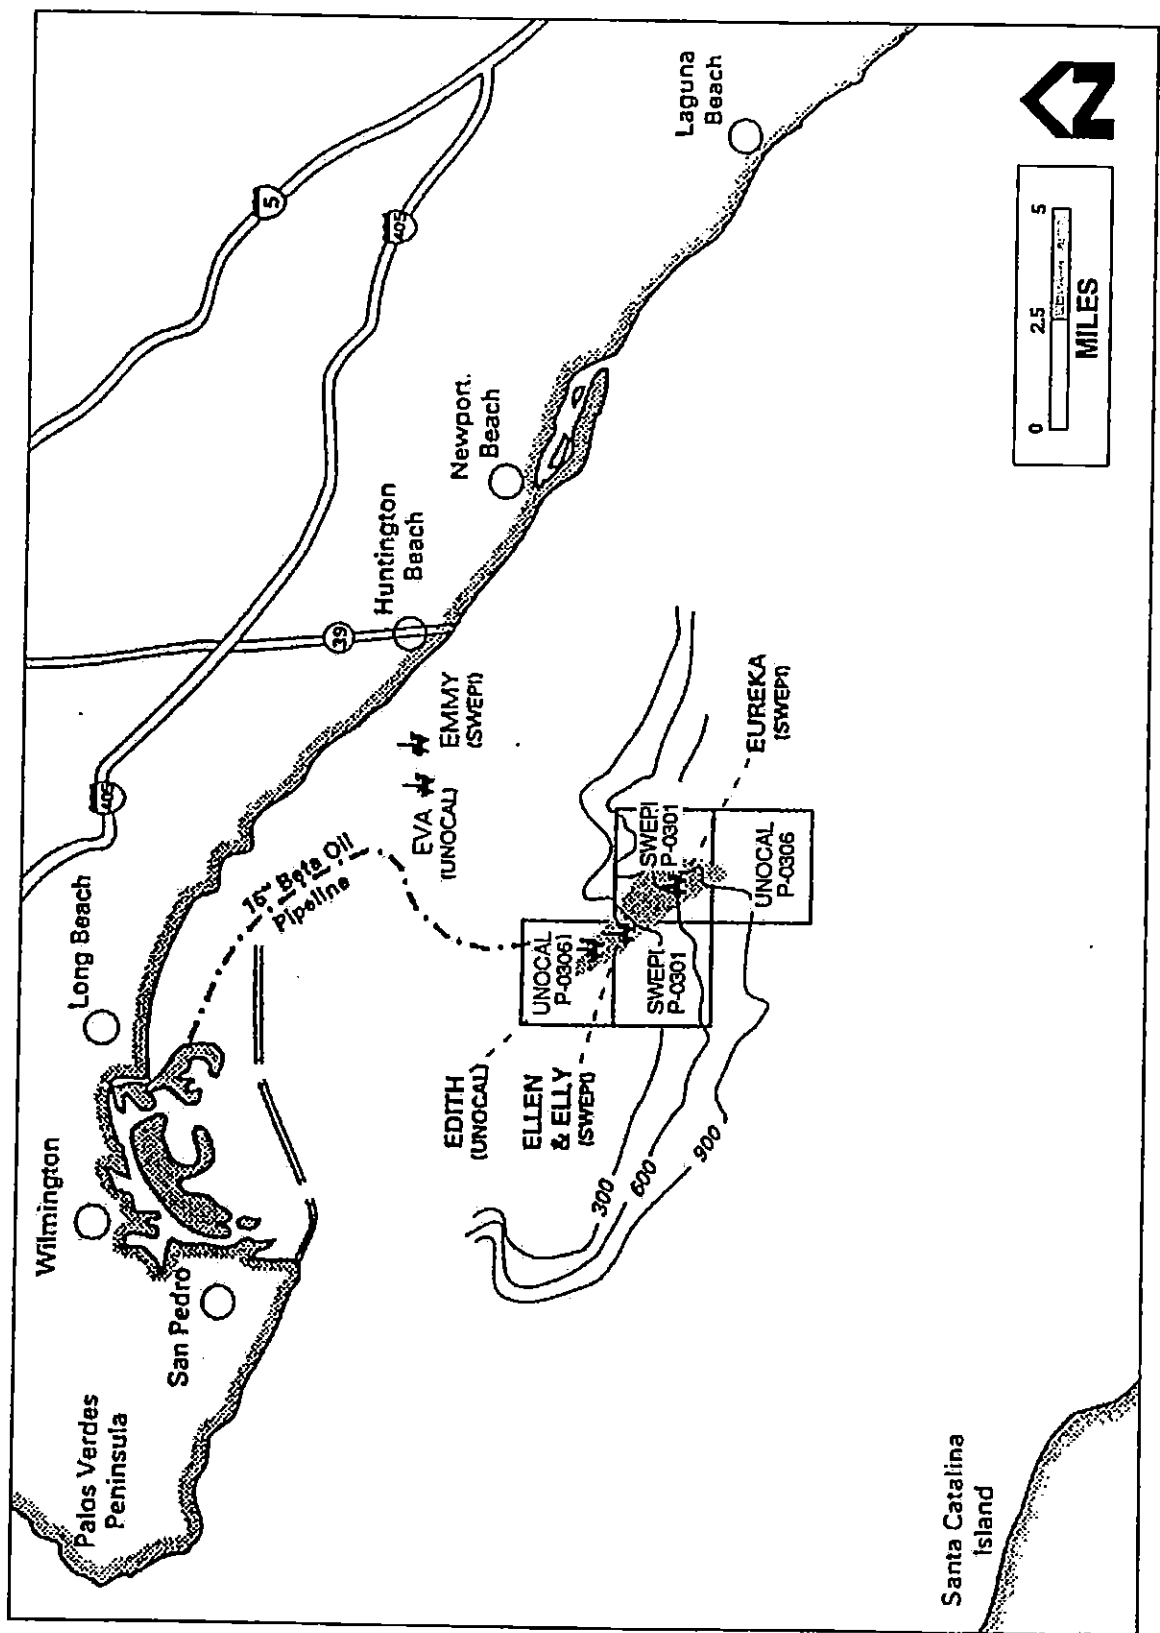 Palos Verdes
Peninsula
Wilmington
San Pedro
Long Beach
405
39
405
5
Huntington
Beach
Newport.
Beach
Laguna
Beach
16" Beta Oil
Pipeline
EVA
(UNOCAL)
EMMY
(SWEPI)
EDITH
(UNOCAL)
ELLEN
& ELLY
(SWEPI)
UNOCAL
P-0306
SWEPI
P-0301
SWEPI
P-0301
UNOCAL
P-0306
EUREKA
(SWEPI)
300
600
900
Santa Catalina
Island
0 2.5 5
MILES
N